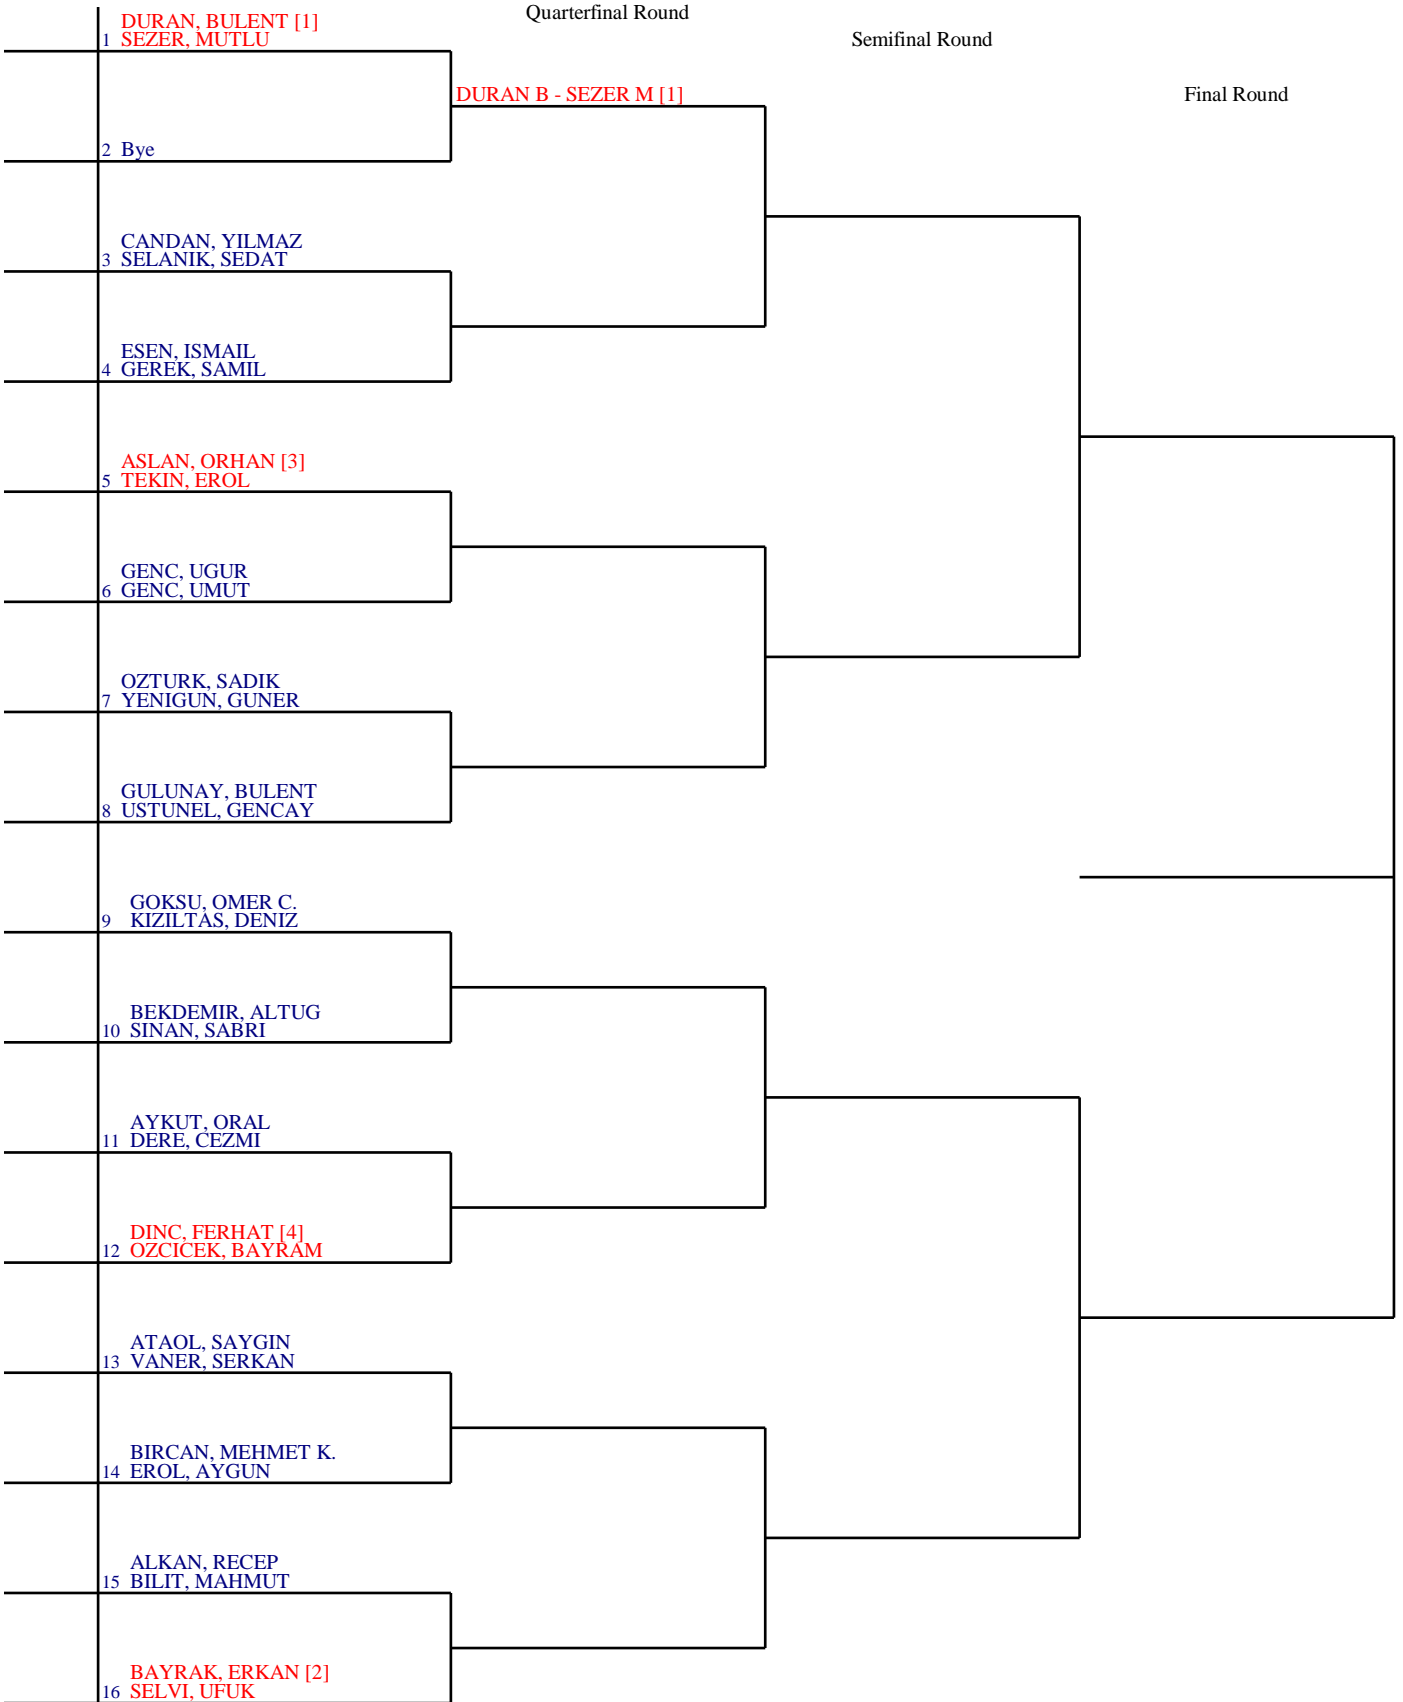 Quarterfinal Round
Semifinal Round
Final Round
DURAN, BULENT [1]
1 SEZER, MUTLU
DURAN B - SEZER M [1]
2 Bye
CANDAN, YILMAZ
3 SELANIK, SEDAT
ESEN, ISMAIL
4 GEREK, SAMIL
ASLAN, ORHAN [3]
5 TEKIN, EROL
GENC, UGUR
6 GENC, UMUT
OZTURK, SADIK
7 YENIGUN, GUNER
GULUNAY, BULENT
8 USTUNEL, GENCAY
GOKSU, OMER C.
9 KIZILTAS, DENIZ
BEKDEMIR, ALTUG
10 SINAN, SABRI
AYKUT, ORAL
11 DERE, CEZMI
DINC, FERHAT [4]
12 OZCICEK, BAYRAM
ATAOL, SAYGIN
13 VANER, SERKAN
BIRCAN, MEHMET K.
14 EROL, AYGUN
ALKAN, RECEP
15 BILIT, MAHMUT
BAYRAK, ERKAN [2]
16 SELVI, UFUK